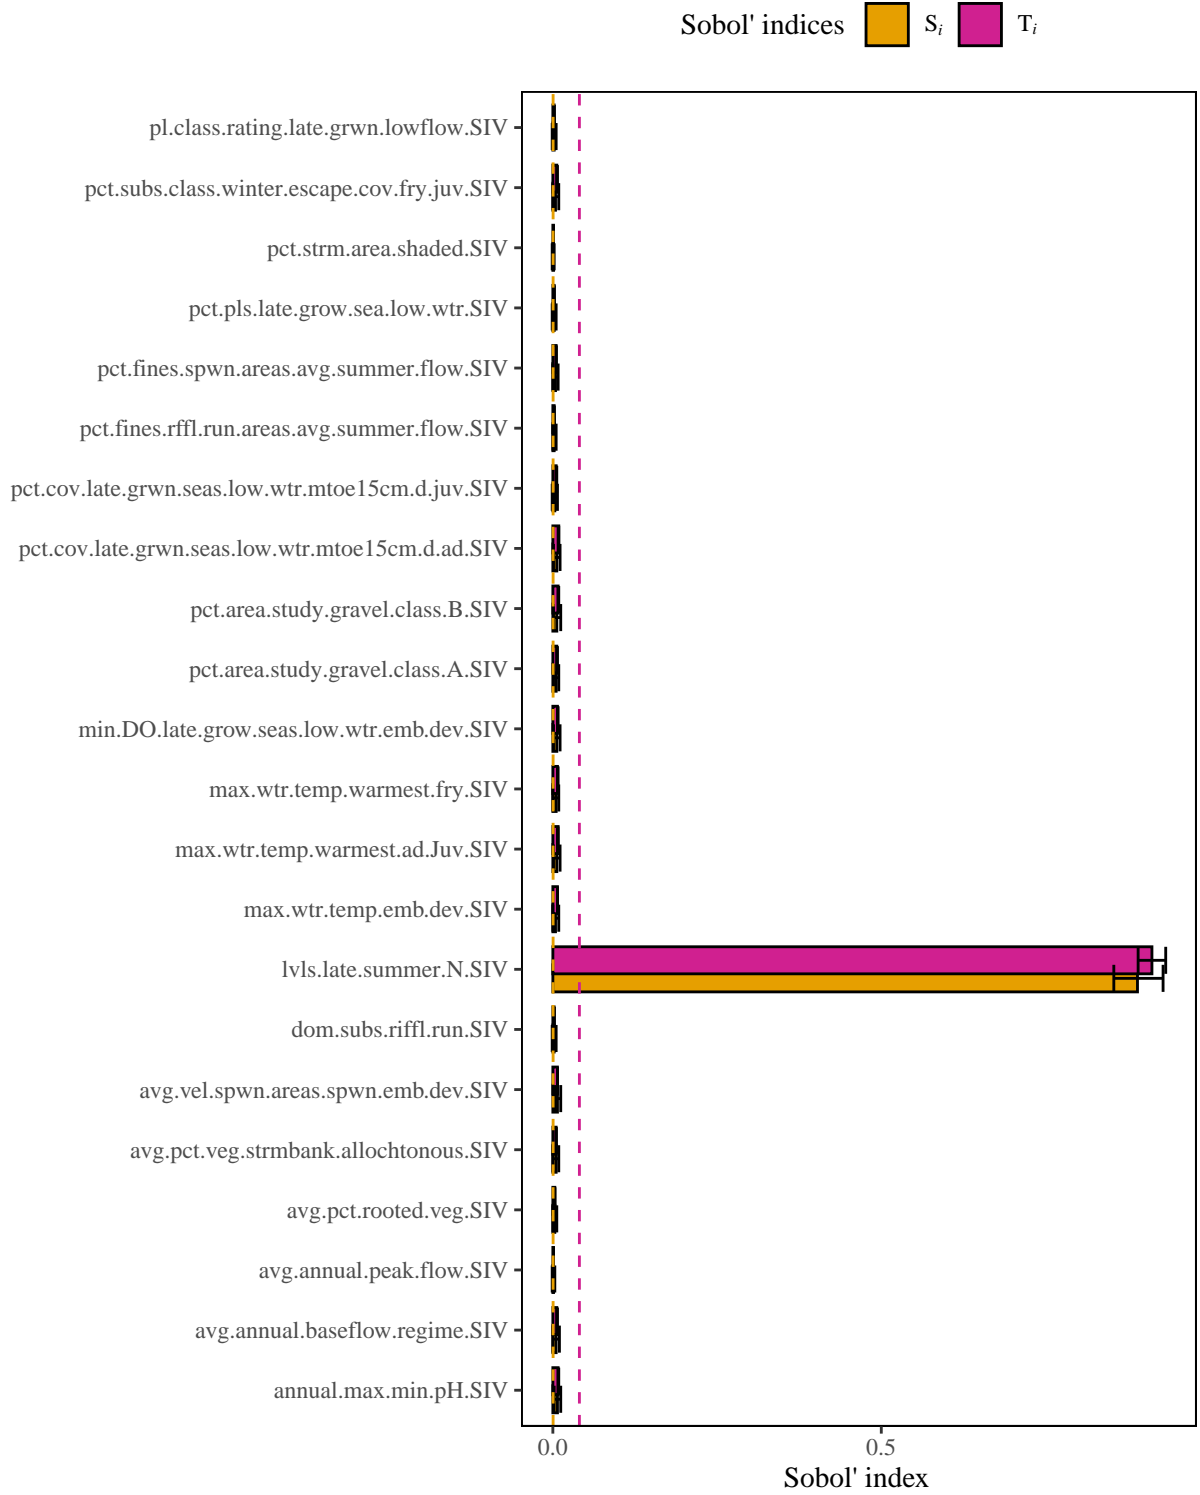 Sobol' indices Si Ti
pl.class.rating.late.grwn.lowflow.SIV
pct.subs.class.winter.escape.cov.fry.juv.SIV
pct.strm.area.shaded.SIV
pct.pls.late.grow.sea.low.wtr.SIV
pct.fines.spwn.areas.avg.summer.flow.SIV
pct.fines.rffl.run.areas.avg.summer.flow.SIV
pct.cov.late.grwn.seas.low.wtr.mtoe15cm.d.juv.SIV
pct.cov.late.grwn.seas.low.wtr.mtoe15cm.d.ad.SIV
pct.area.study.gravel.class.B.SIV
pct.area.study.gravel.class.A.SIV
min.DO.late.grow.seas.low.wtr.emb.dev.SIV
max.wtr.temp.warmest.fry.SIV
max.wtr.temp.warmest.ad.Juv.SIV
max.wtr.temp.emb.dev.SIV
lvls.late.summer.N.SIV
dom.subs.riffl.run.SIV
avg.vel.spwn.areas.spwn.emb.dev.SIV
avg.pct.veg.strmbank.allochtonous.SIV
avg.pct.rooted.veg.SIV
avg.annual.peak.flow.SIV
avg.annual.baseflow.regime.SIV
annual.max.min.pH.SIV
0.0 0.5
Sobol' index